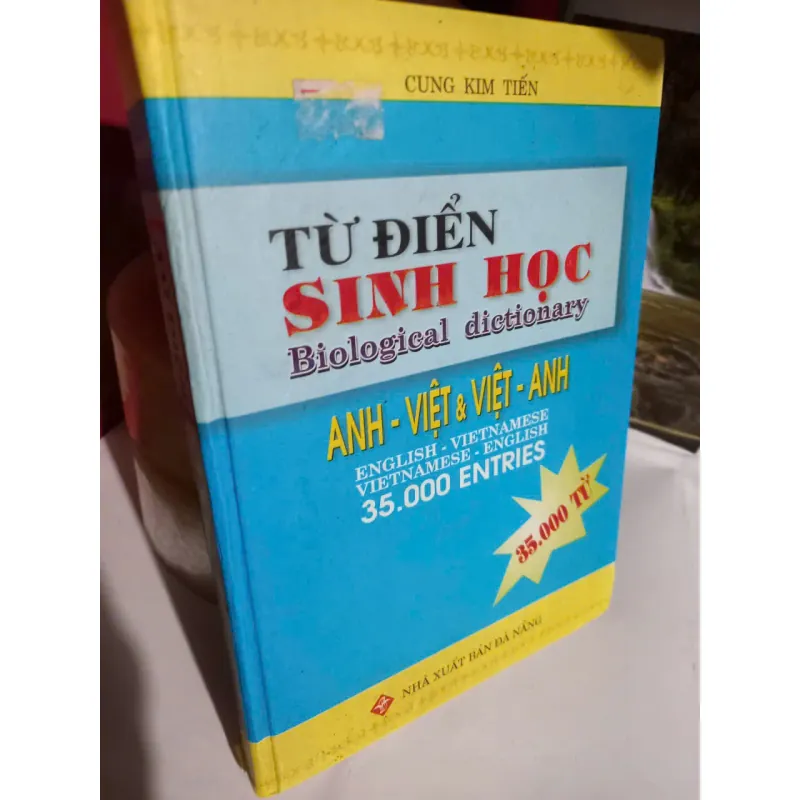 CUNG KIM TIẾN
TỪ ĐIỂN
SINH HỌC
Biological dictionary
ANH - VIỆT & VIỆT - ANH
ENGLISH - VIETNAMESE
VIETNAMESE - ENGLISH
35.000 ENTRIES
35.000 TỪ
NHÀ XUẤT BẢN ĐÀ NẴNG